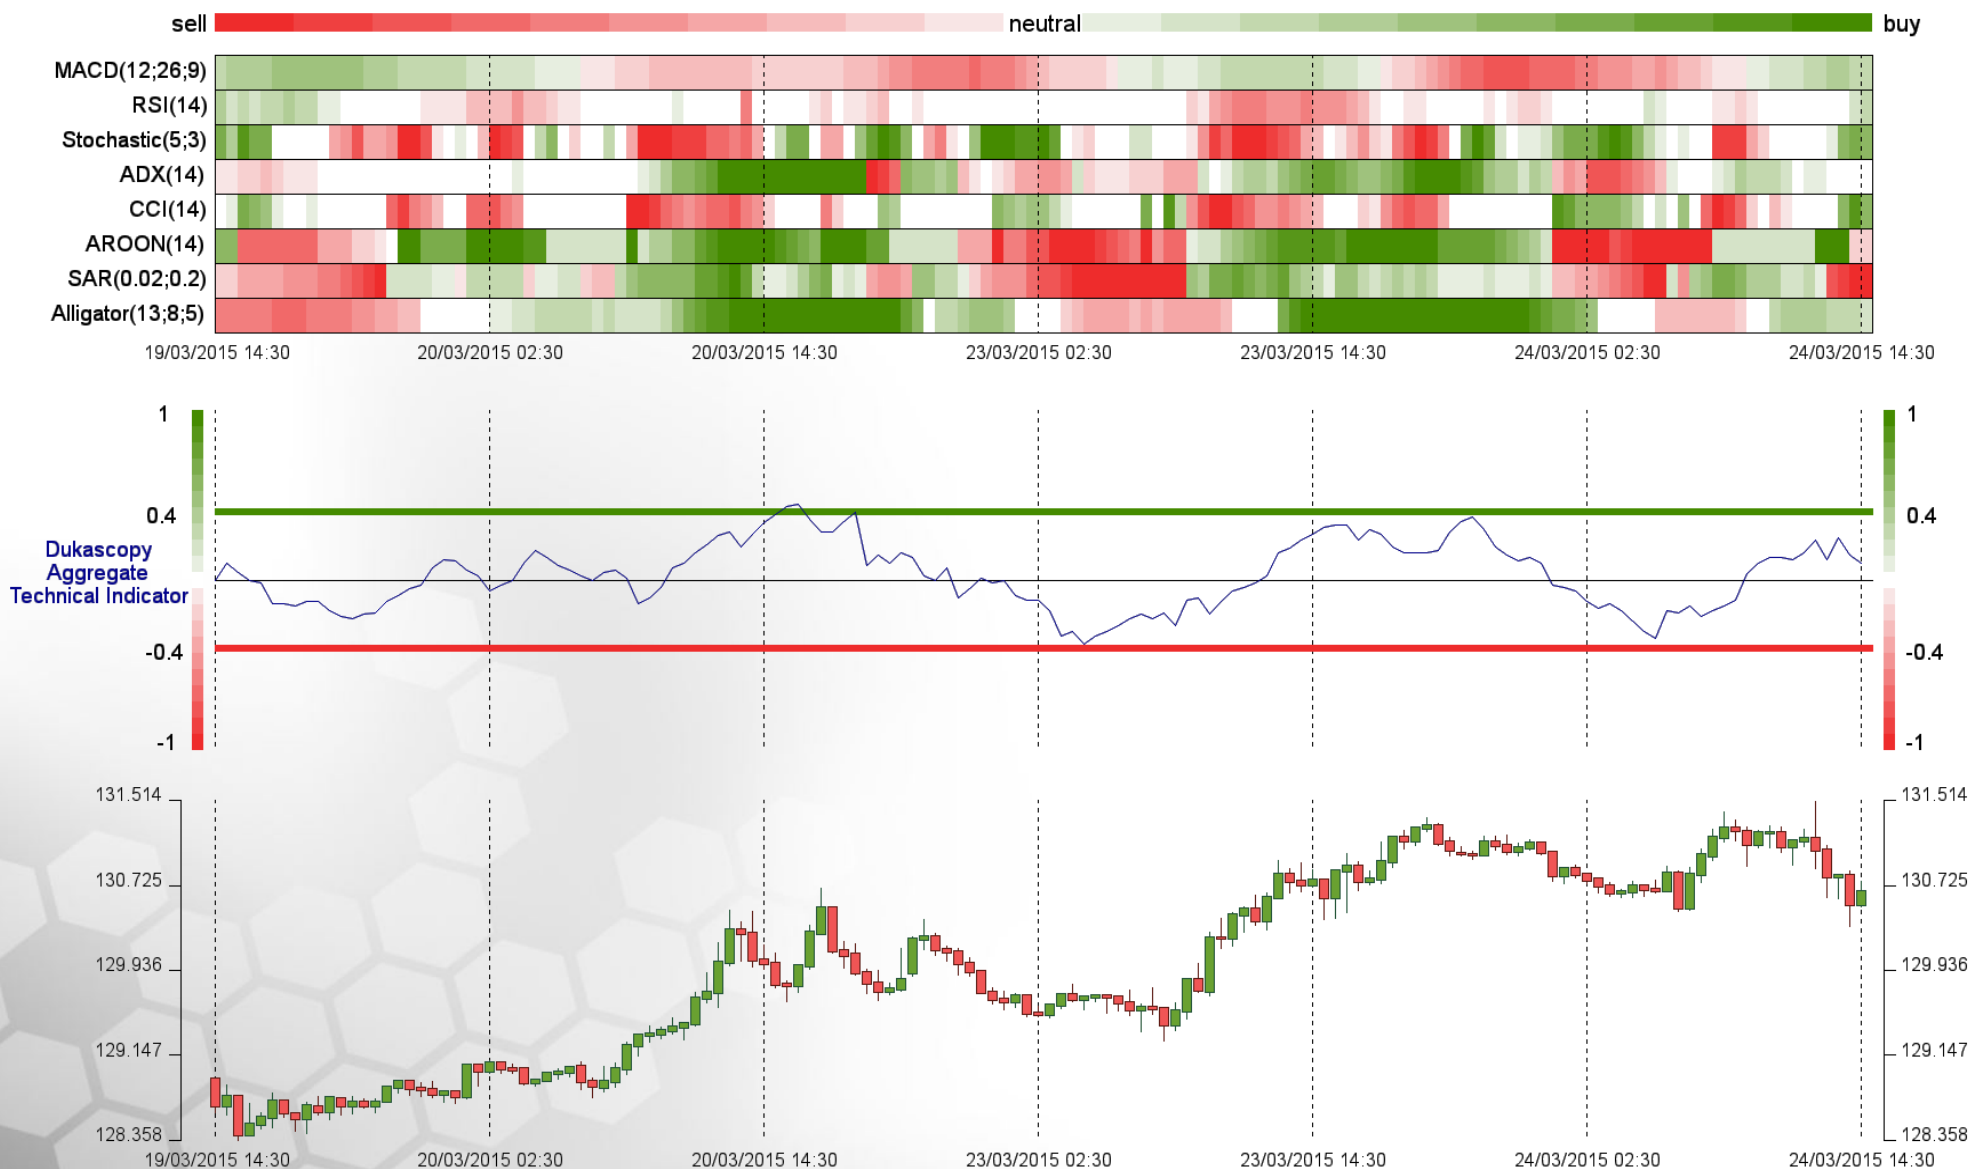 sell neutral buy
MACD(12;26;9)
RSI(14)
Stochastic(5;3)
ADX(14)
CCI(14)
AROON(14)
SAR(0.02;0.2)
Alligator(13;8;5)
19/03/2015 14:30 20/03/2015 02:30 20/03/2015 14:30 23/03/2015 02:30 23/03/2015 14:30 24/03/2015 02:30 24/03/2015 14:30
1 1
0.4 0.4
Dukascopy
Aggregate
Technical Indicator
-0.4 -0.4
-1 -1
131.514 131.514
130.725 130.725
129.936 129.936
129.147 129.147
128.358 128.358
19/03/2015 14:30 20/03/2015 02:30 20/03/2015 14:30 23/03/2015 02:30 23/03/2015 14:30 24/03/2015 02:30 24/03/2015 14:30